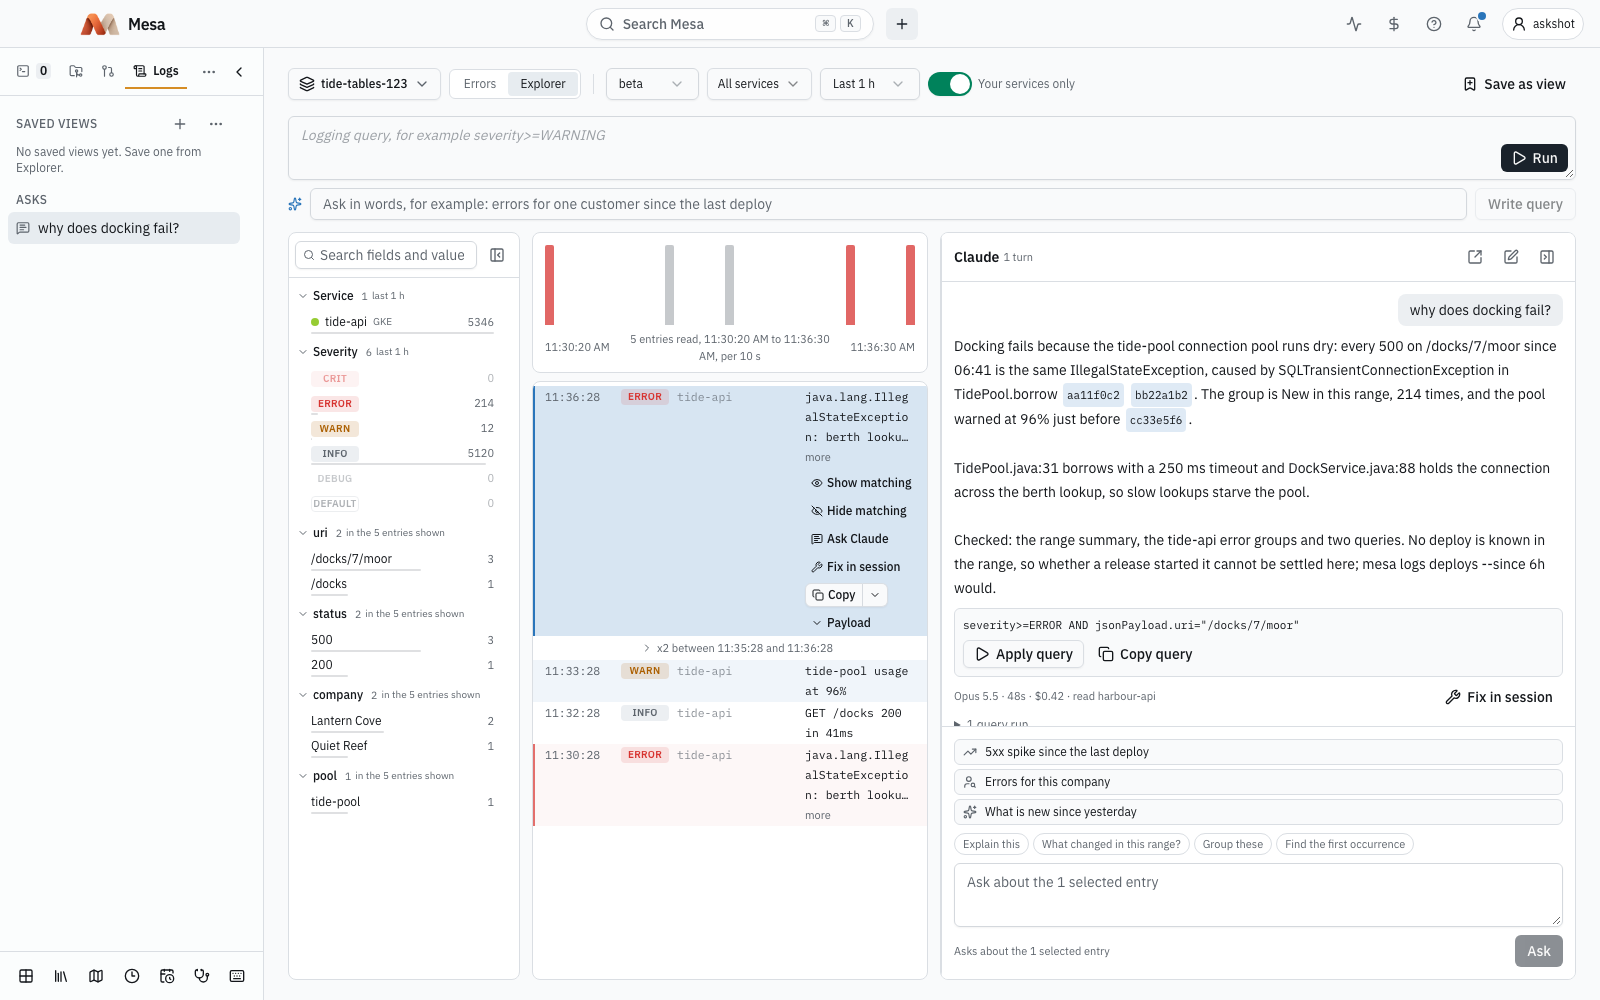 Mesa
Search Mesa
⌘ K
askshot
0
Logs
SAVED VIEWS
No saved views yet. Save one from
Explorer.
ASKS
why does docking fail?
tide-tables-123
Errors
Explorer
beta
All services
Last 1 h
Your services only
Save as view
Logging query, for example severity>=WARNING
Run
Ask in words, for example: errors for one customer since the last deploy
Write query
Search fields and value
Service 1 last 1 h
tide-api GKE 5346
Severity 6 last 1 h
CRIT 0
ERROR 214
WARN 12
INFO 5120
DEBUG 0
DEFAULT 0
uri 2 in the 5 entries shown
/docks/7/moor 3
/docks 1
status 2 in the 5 entries shown
500 3
200 1
company 2 in the 5 entries shown
Lantern Cove 2
Quiet Reef 1
pool 1 in the 5 entries shown
tide-pool 1
11:30:20 AM
5 entries read, 11:30:20 AM to 11:36:30
AM, per 10 s
11:36:30 AM
11:36:28 ERROR tide-api java.lang.Illeg
alStateExceptio
n: berth looku…
more
Show matching
Hide matching
Ask Claude
Fix in session
Copy
Payload
x2 between 11:35:28 and 11:36:28
11:33:28 WARN tide-api tide-pool usage
at 96%
11:32:28 INFO tide-api GET /docks 200
in 41ms
11:30:28 ERROR tide-api java.lang.Illeg
alStateExceptio
n: berth looku…
more
Claude 1 turn
why does docking fail?
Docking fails because the tide-pool connection pool runs dry: every 500 on /docks/7/moor since
06:41 is the same IllegalStateException, caused by SQLTransientConnectionException in
TidePool.borrow aa11f0c2 bb22a1b2 . The group is New in this range, 214 times, and the pool
warned at 96% just before cc33e5f6 .
TidePool.java:31 borrows with a 250 ms timeout and DockService.java:88 holds the connection
across the berth lookup, so slow lookups starve the pool.
Checked: the range summary, the tide-api error groups and two queries. No deploy is known in
the range, so whether a release started it cannot be settled here; mesa logs deploys --since 6h
would.
severity>=ERROR AND jsonPayload.uri="/docks/7/moor"
Apply query
Copy query
Opus 5.5 · 48s · $0.42 · read harbour-api
Fix in session
1 query run
5xx spike since the last deploy
Errors for this company
What is new since yesterday
Explain this
What changed in this range?
Group these
Find the first occurrence
Ask about the 1 selected entry
Asks about the 1 selected entry
Ask